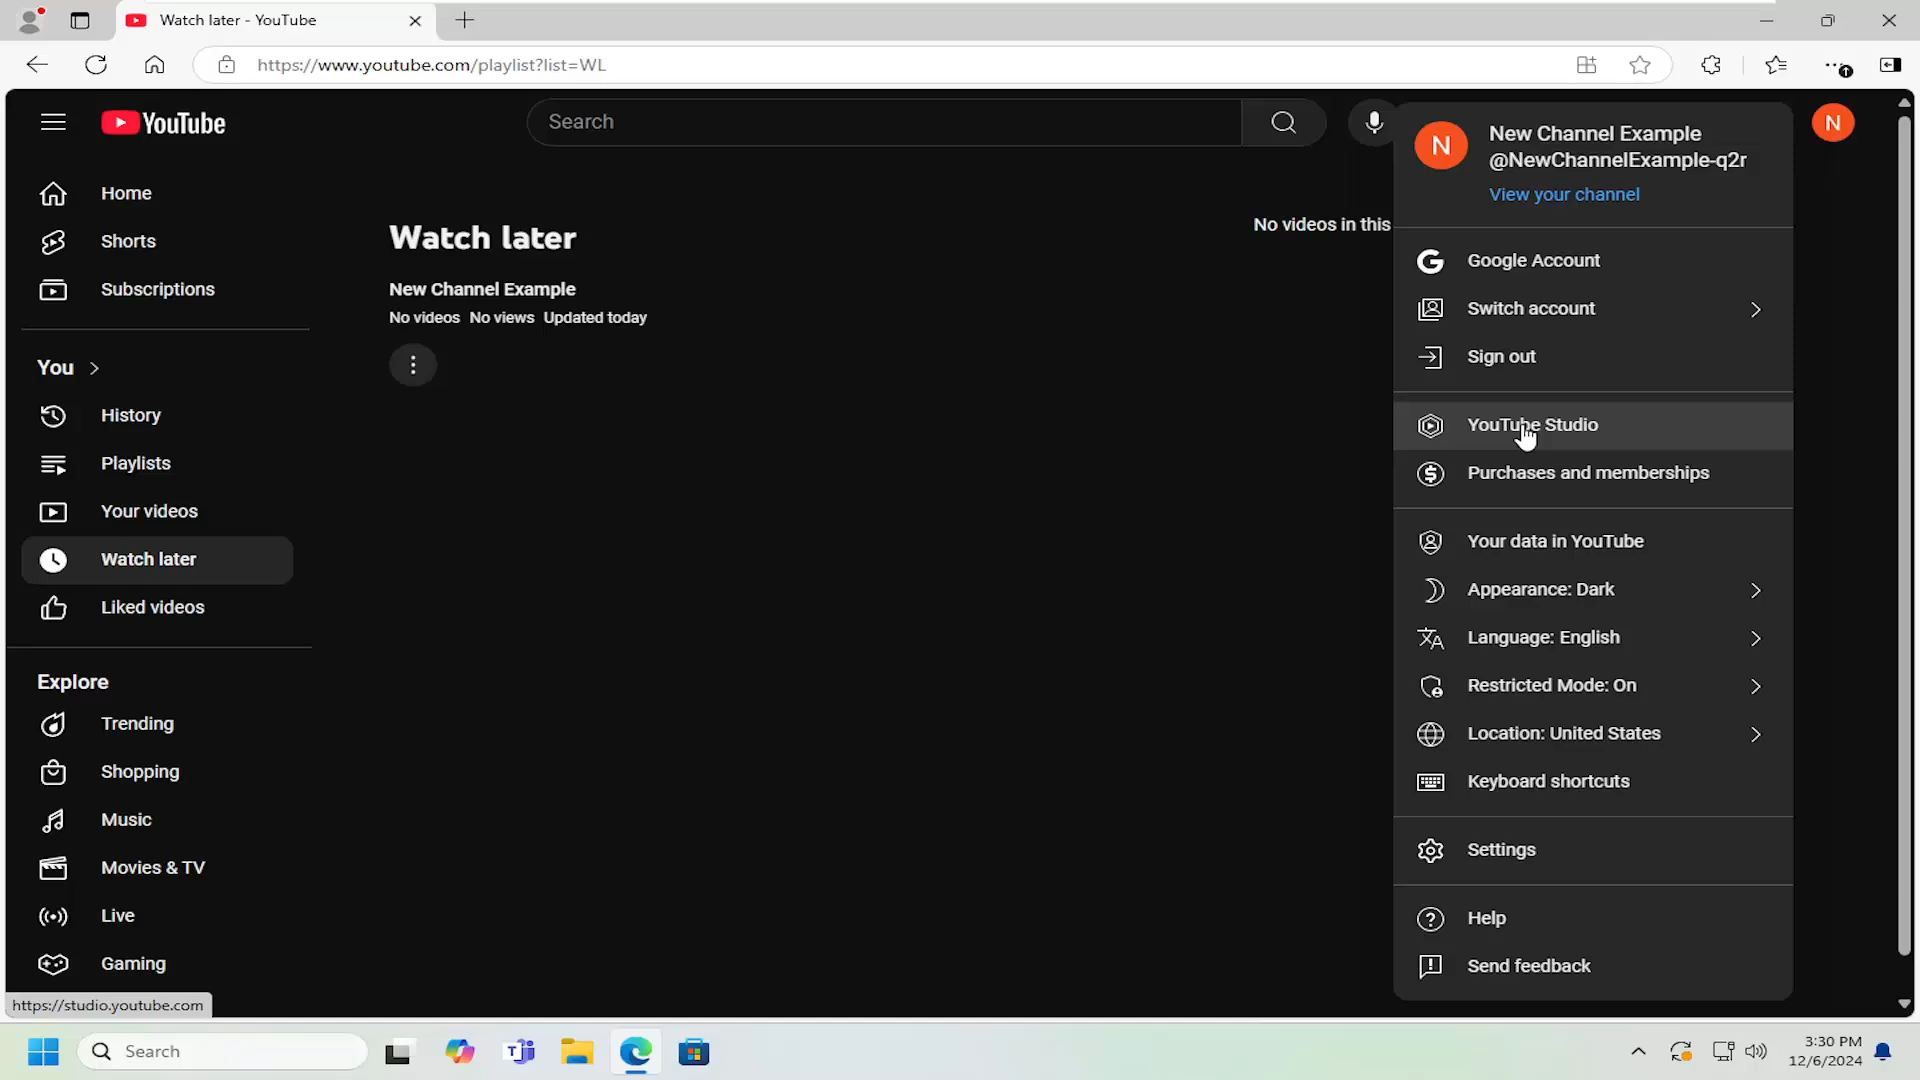 Watch later - YouTube
https://www.youtube.com/playlist?list=WL
YouTube
Search
N
New Channel Example
@NewChannelExample-q2r
View your channel
N
Home
Shorts
Subscriptions
You
History
Playlists
Your videos
Watch later
Liked videos
Explore
Trending
Shopping
Music
Movies & TV
Live
Gaming
https://studio.youtube.com
Watch later
New Channel Example
No videos No views Updated today
No videos in this
Google Account
Switch account
Sign out
YouTube Studio
Purchases and memberships
Your data in YouTube
Appearance: Dark
Language: English
Restricted Mode: On
Location: United States
Keyboard shortcuts
Settings
Help
Send feedback
Search
3:30 PM
12/6/2024